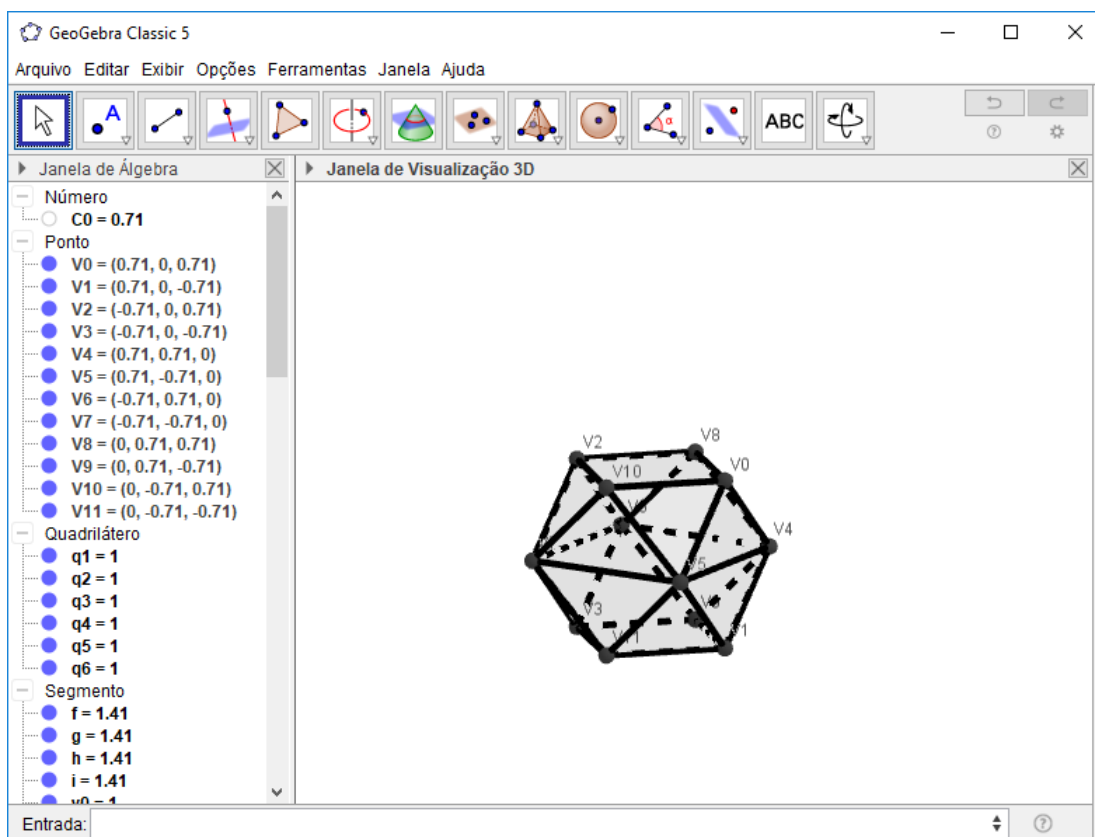 GeoGebra Classic 5
Arquivo Editar Exibir Opções Ferramentas Janela Ajuda
A
α
ABC
Janela de Álgebra
Janela de Visualização 3D
Número
C0 = 0.71
Ponto
V0 = (0.71, 0, 0.71)
V1 = (0.71, 0, -0.71)
V2 = (-0.71, 0, 0.71)
V3 = (-0.71, 0, -0.71)
V4 = (0.71, 0.71, 0)
V5 = (0.71, -0.71, 0)
V6 = (-0.71, 0.71, 0)
V7 = (-0.71, -0.71, 0)
V8 = (0, 0.71, 0.71)
V9 = (0, 0.71, -0.71)
V10 = (0, -0.71, 0.71)
V11 = (0, -0.71, -0.71)
Quadrilátero
q1 = 1
q2 = 1
q3 = 1
q4 = 1
q5 = 1
q6 = 1
Segmento
f = 1.41
g = 1.41
h = 1.41
i = 1.41
V2
V8
V10
V0
V4
V5
V3
V1
Entrada: